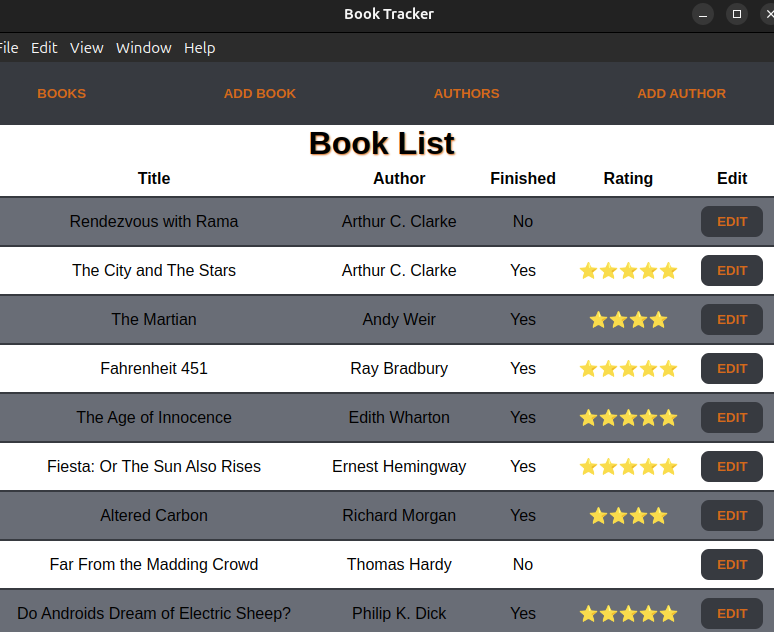 Book Tracker
File Edit View Window Help
BOOKS ADD BOOK AUTHORS ADD AUTHOR
Book List
Title Author Finished Rating Edit
Rendezvous with Rama Arthur C. Clarke No EDIT
The City and The Stars Arthur C. Clarke Yes ⭐⭐⭐⭐⭐ EDIT
The Martian Andy Weir Yes ⭐⭐⭐⭐ EDIT
Fahrenheit 451 Ray Bradbury Yes ⭐⭐⭐⭐⭐ EDIT
The Age of Innocence Edith Wharton Yes ⭐⭐⭐⭐⭐ EDIT
Fiesta: Or The Sun Also Rises Ernest Hemingway Yes ⭐⭐⭐⭐⭐ EDIT
Altered Carbon Richard Morgan Yes ⭐⭐⭐⭐ EDIT
Far From the Madding Crowd Thomas Hardy No EDIT
Do Androids Dream of Electric Sheep? Philip K. Dick Yes ⭐⭐⭐⭐⭐ EDIT